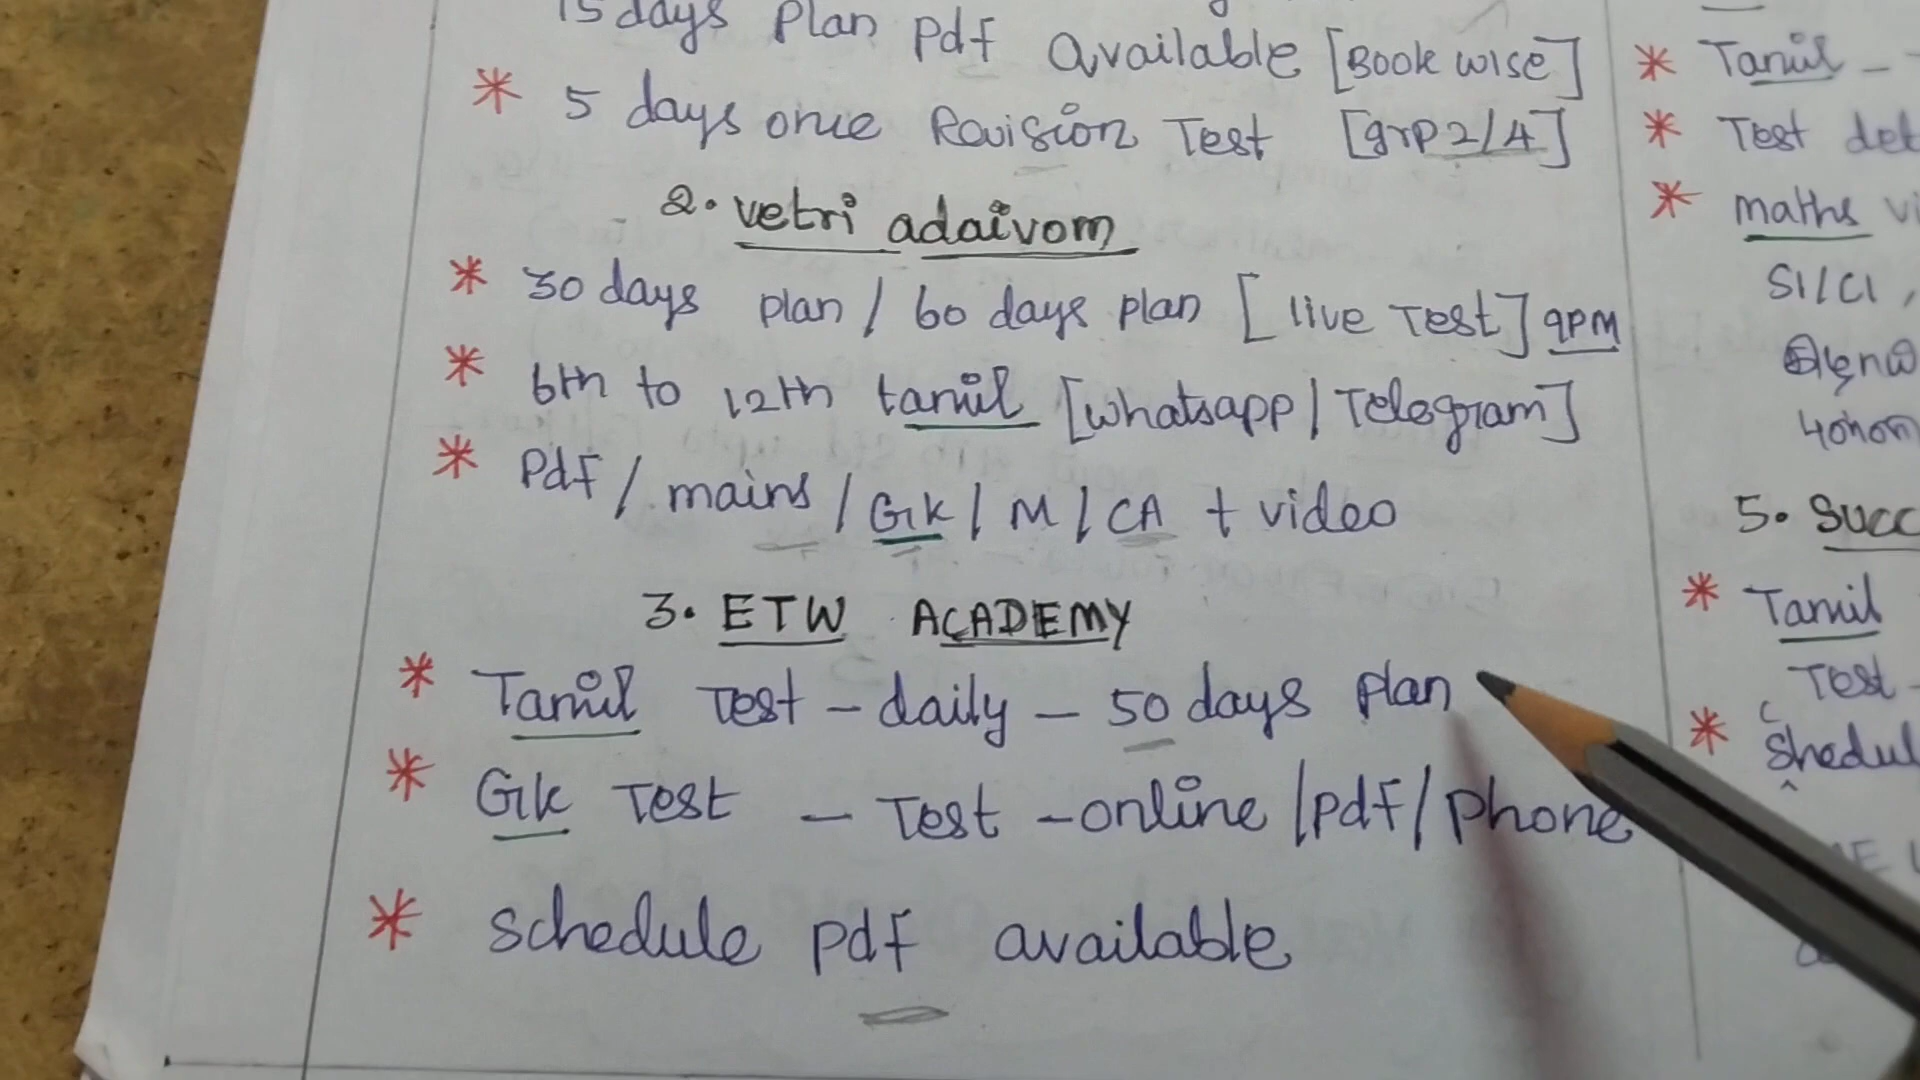 15 days Plan Pdf available [Book wise]
* 5 days once Revision Test [grp 2/4]
2. vetri adaivom
* 30 days plan / 60 days plan [live Test] 9PM
* 6th to 12th tamil [whatsapp / Telegram]
* Pdf / mains / GK / M / CA + video
3. ETW ACADEMY
* Tamil Test - daily - 50 days plan
* GK Test - Test - online / pdf / phone
* schedule pdf available
* Tamil -
* Test det
* maths vi
SI/CI,
5. Succ
* Tamil
Test -
* Shedul